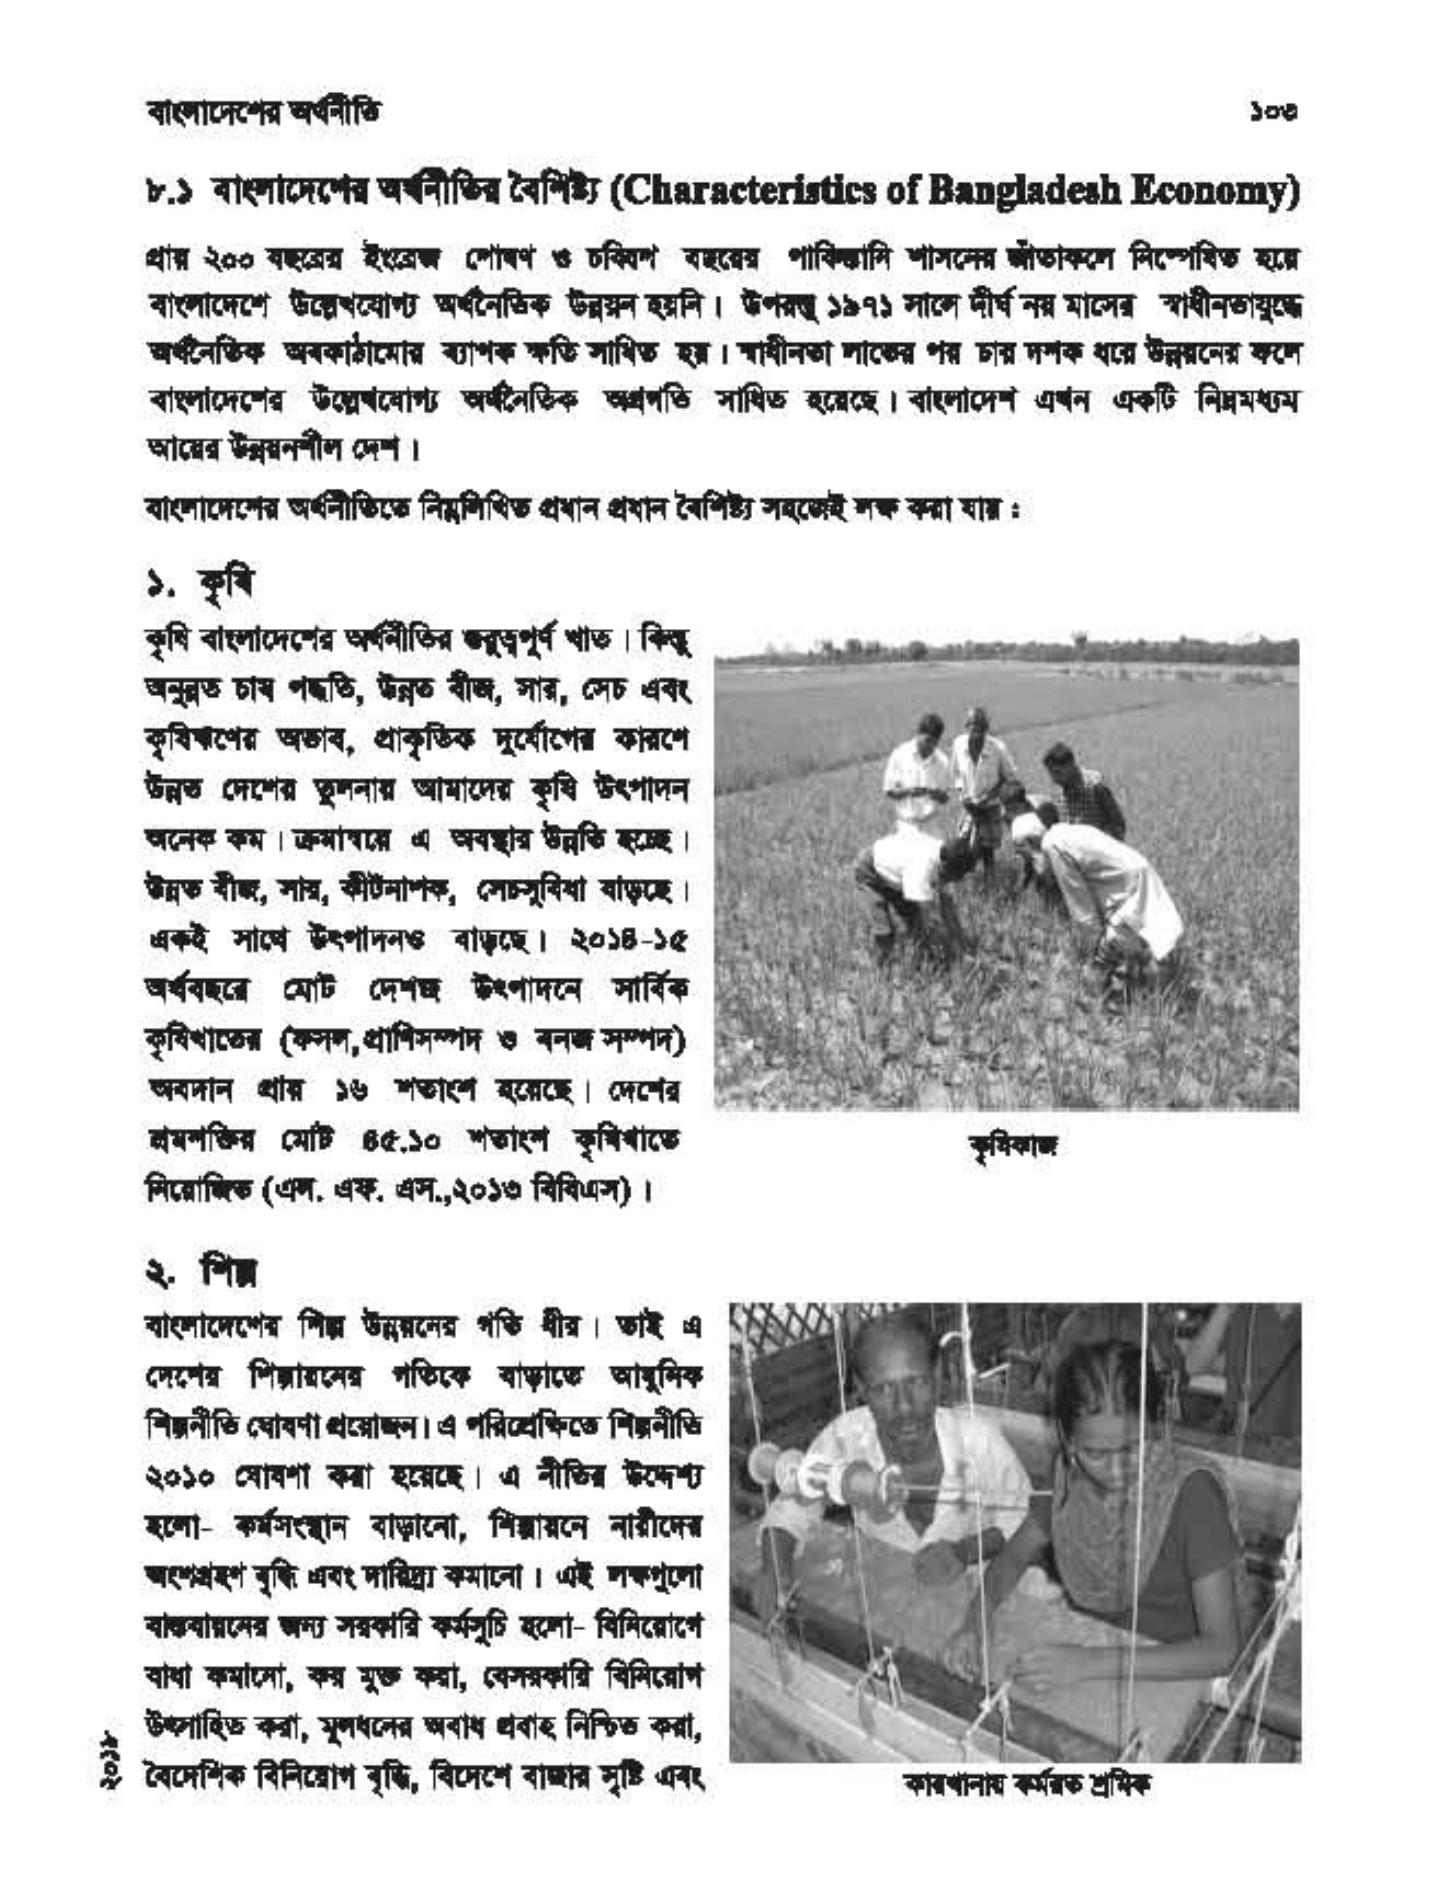 বাংলাদেশের অর্থনীতি
১০৩
৮.১ বাংলাদেশের অর্থনীতির বৈশিষ্ট্য (Characteristics of Bangladesh Economy)
প্রায় ২০০ বছরের ইংরেজ শোষণ ও চব্বিশ বছরের পাকিস্তানি শাসনের জাঁতাকলে নিষ্পেষিত হয়ে
বাংলাদেশে উল্লেখযোগ্য অর্থনৈতিক উন্নয়ন হয়নি। উপরন্তু ১৯৭১ সালে দীর্ঘ নয় মাসের স্বাধীনতাযুদ্ধে
অর্থনৈতিক অবকাঠামোর ব্যাপক ক্ষতি সাধিত হয়। স্বাধীনতা লাভের পর চার দশক ধরে উন্নয়নের ফলে
বাংলাদেশের উল্লেখযোগ্য অর্থনৈতিক অগ্রগতি সাধিত হয়েছে। বাংলাদেশ এখন একটি নিম্নমধ্যম
আয়ের উন্নয়নশীল দেশ।
বাংলাদেশের অর্থনীতিতে নিম্নলিখিত প্রধান প্রধান বৈশিষ্ট্য সহজেই লক্ষ করা যায় :
১. কৃষি
কৃষি বাংলাদেশের অর্থনীতির গুরুত্বপূর্ণ খাত। কিন্তু
অনুন্নত চাষ পদ্ধতি, উন্নত বীজ, সার, সেচ এবং
কৃষিঋণের অভাব, প্রাকৃতিক দুর্যোগের কারণে
উন্নত দেশের তুলনায় আমাদের কৃষি উৎপাদন
অনেক কম। ক্রমান্বয়ে এ অবস্থার উন্নতি হচ্ছে।
উন্নত বীজ, সার, কীটনাশক, সেচসুবিধা বাড়ছে।
একই সাথে উৎপাদনও বাড়ছে। ২০১৪-১৫
অর্থবছরে মোট দেশজ উৎপাদনে সার্বিক
কৃষিখাতের (ফসল,প্রাণিসম্পদ ও বনজ সম্পদ)
অবদান প্রায় ১৬ শতাংশ হয়েছে। দেশের
শ্রমশক্তির মোট ৪৫.১০ শতাংশ কৃষিখাতে
নিয়োজিত (এল. এফ. এস.,২০১৩ বিবিএস)।
কৃষিকাজ
২. শিল্প
বাংলাদেশের শিল্প উন্নয়নের গতি ধীর। তাই এ
দেশের শিল্পায়নের গতিকে বাড়াতে আধুনিক
শিল্পনীতি ঘোষণা প্রয়োজন। এ পরিপ্রেক্ষিতে শিল্পনীতি
২০১০ ঘোষণা করা হয়েছে। এ নীতির উদ্দেশ্য
হলো- কর্মসংস্থান বাড়ানো, শিল্পায়নে নারীদের
অংশগ্রহণ বৃদ্ধি এবং দারিদ্র্য কমানো। এই লক্ষগুলো
বাস্তবায়নের জন্য সরকারি কর্মসূচি হলো- বিনিয়োগে
বাধা কমানো, কর মুক্ত করা, বেসরকারি বিনিয়োগ
উৎসাহিত করা, মূলধনের অবাধ প্রবাহ নিশ্চিত করা,
বৈদেশিক বিনিয়োগ বৃদ্ধি, বিদেশে বাজার সৃষ্টি এবং
কারখানায় কর্মরত শ্রমিক
২০১৮